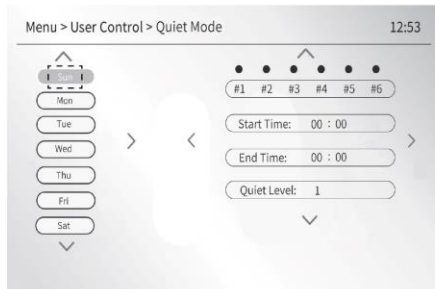 Menu > User Control > Quiet Mode 12:53
Sun
Mon
Tue
Wed
Thu
Fri
Sat
#1 #2 #3 #4 #5 #6
Start Time: 00 : 00
End Time: 00 : 00
Quiet Level: 1